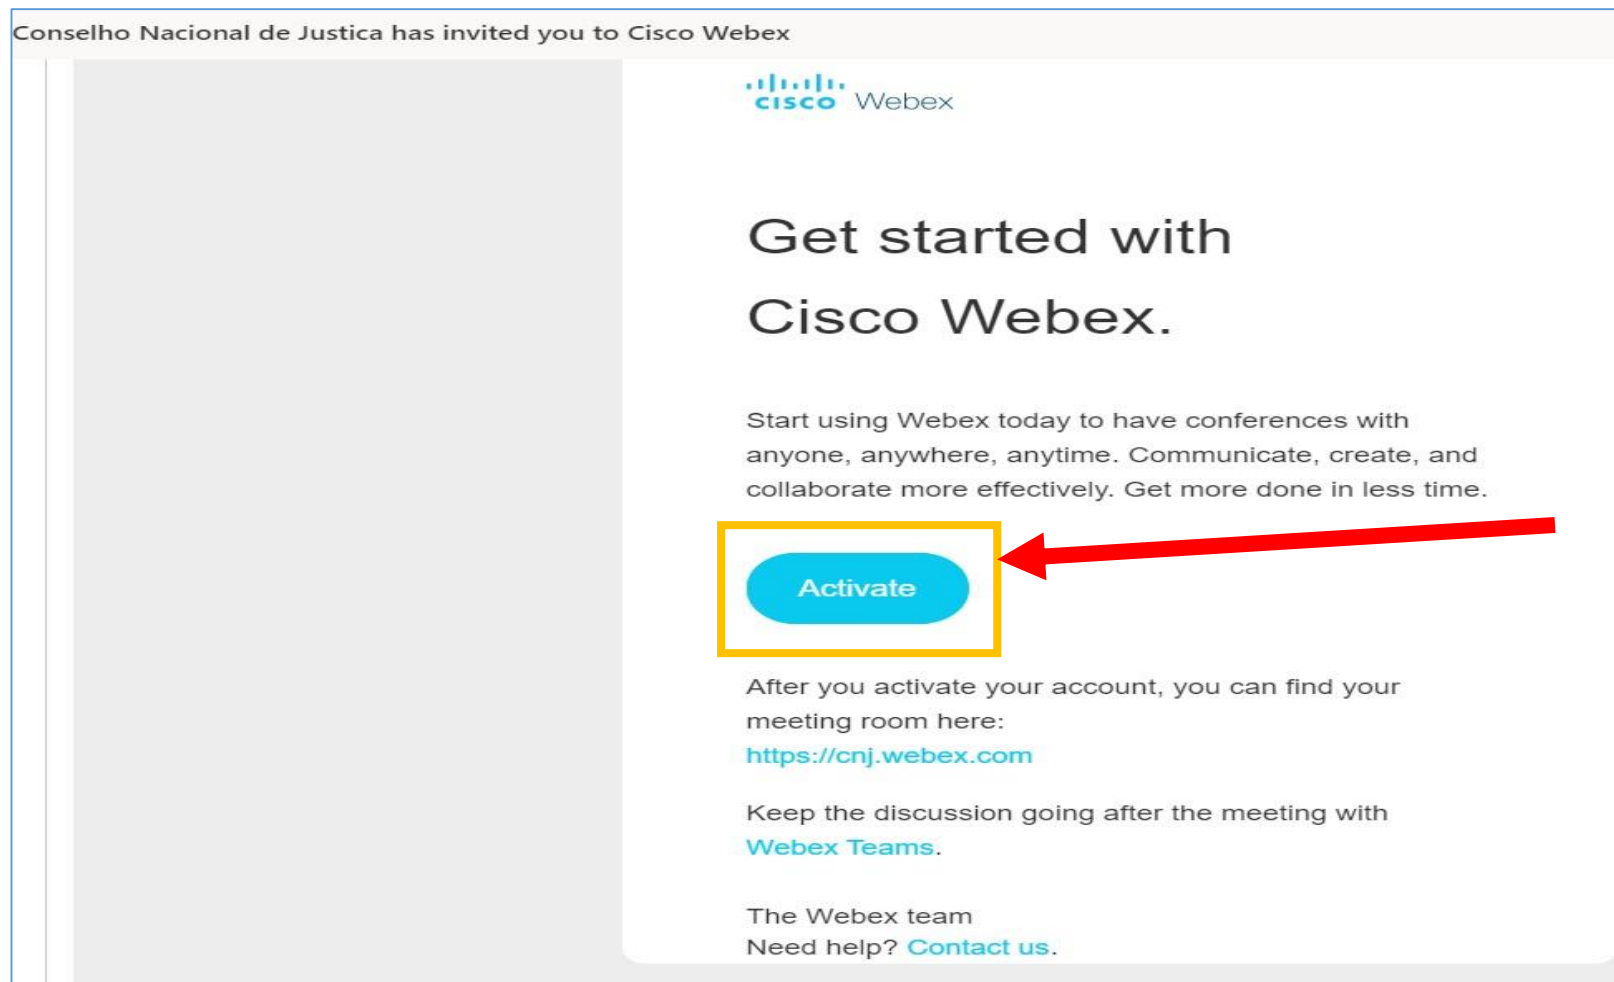 Conselho Nacional de Justica has invited you to Cisco Webex
CISCO Webex
Get started with
Cisco Webex.
Start using Webex today to have conferences with
anyone, anywhere, anytime. Communicate, create, and
collaborate more effectively. Get more done in less time.
Activate
After you activate your account, you can find your
meeting room here:
https://cnj.webex.com
Keep the discussion going after the meeting with
Webex Teams.
The Webex team
Need help? Contact us.